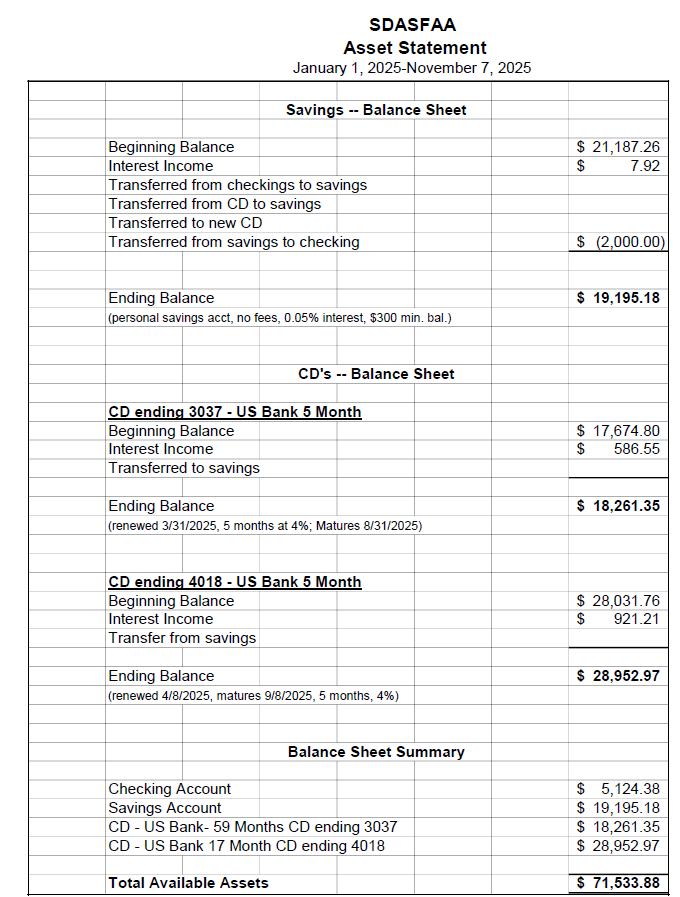 SDASFAA
Asset Statement
January 1, 2025-November 7, 2025
Savings -- Balance Sheet
Beginning Balance $ 21,187.26
Interest Income $ 7.92
Transferred from checkings to savings
Transferred from CD to savings
Transferred to new CD
Transferred from savings to checking $ (2,000.00)
Ending Balance $ 19,195.18
(personal savings acct, no fees, 0.05% interest, $300 min. bal.)
CD's -- Balance Sheet
CD ending 3037 - US Bank 5 Month
Beginning Balance $ 17,674.80
Interest Income $ 586.55
Transferred to savings
Ending Balance $ 18,261.35
(renewed 3/31/2025, 5 months at 4%; Matures 8/31/2025)
CD ending 4018 - US Bank 5 Month
Beginning Balance $ 28,031.76
Interest Income $ 921.21
Transfer from savings
Ending Balance $ 28,952.97
(renewed 4/8/2025, matures 9/8/2025, 5 months, 4%)
Balance Sheet Summary
Checking Account $ 5,124.38
Savings Account $ 19,195.18
CD - US Bank- 59 Months CD ending 3037 $ 18,261.35
CD - US Bank 17 Month CD ending 4018 $ 28,952.97
Total Available Assets $ 71,533.88